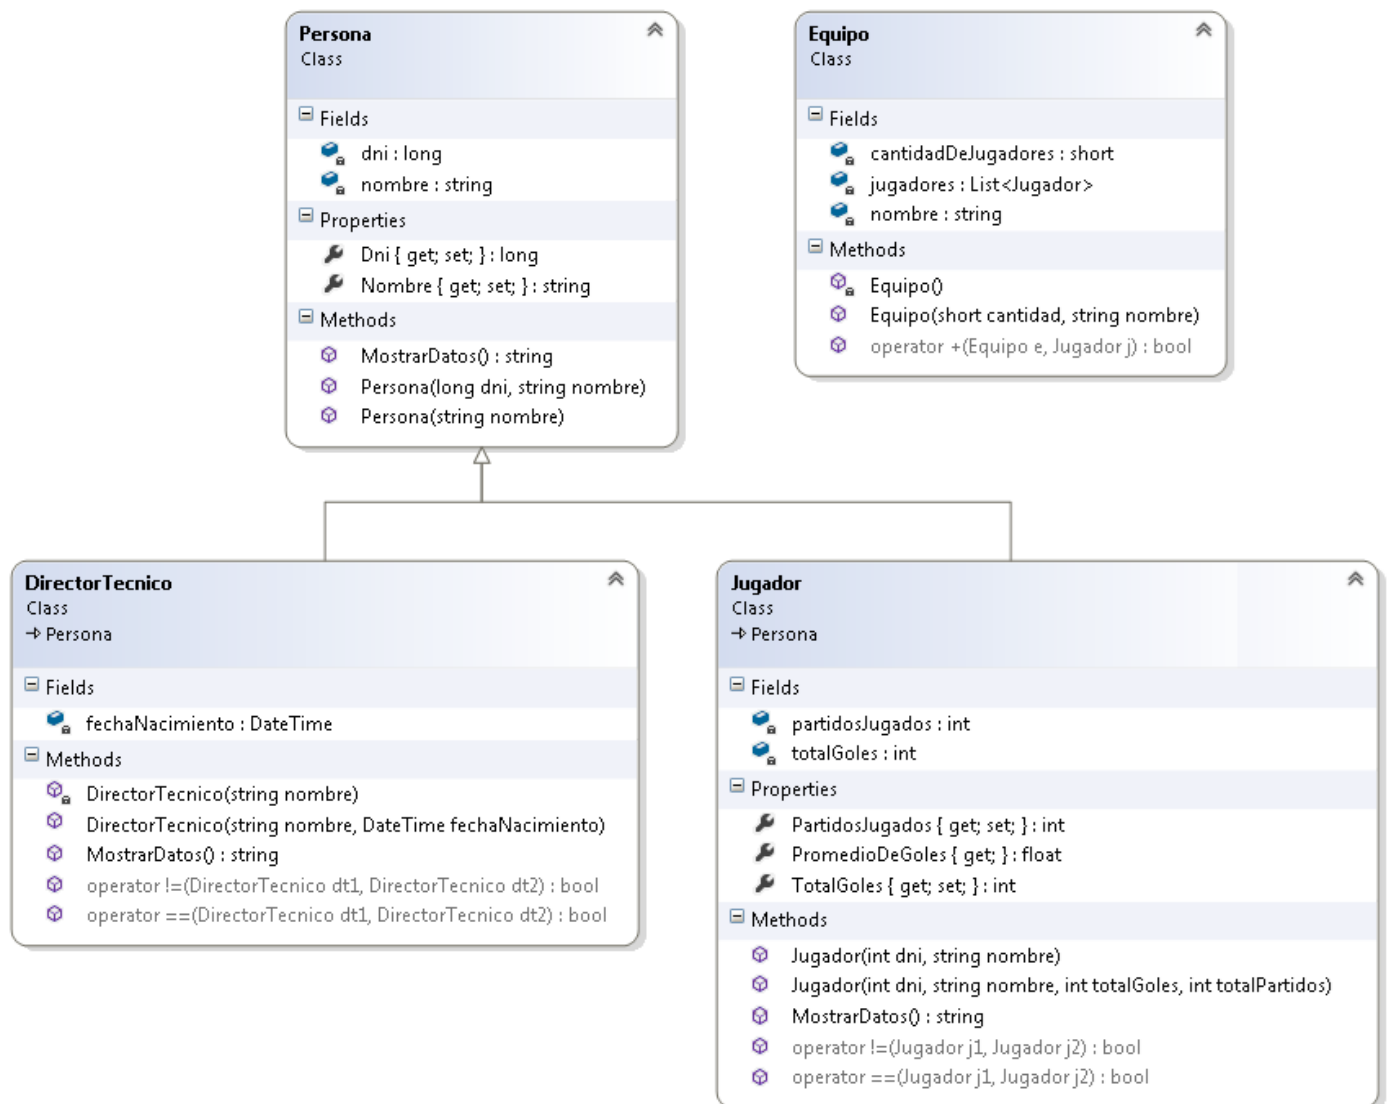 Persona
Class
Fields
dni : long
nombre : string
Properties
Dni { get; set; } : long
Nombre { get; set; } : string
Methods
MostrarDatos() : string
Persona(long dni, string nombre)
Persona(string nombre)
Equipo
Class
Fields
cantidadDeJugadores : short
jugadores : List<Jugador>
nombre : string
Methods
Equipo()
Equipo(short cantidad, string nombre)
operator +(Equipo e, Jugador j) : bool
DirectorTecnico
Class
Persona
Fields
fechaNacimiento : DateTime
Methods
DirectorTecnico(string nombre)
DirectorTecnico(string nombre, DateTime fechaNacimiento)
MostrarDatos() : string
operator !=(DirectorTecnico dt1, DirectorTecnico dt2) : bool
operator ==(DirectorTecnico dt1, DirectorTecnico dt2) : bool
Jugador
Class
Persona
Fields
partidosJugados : int
totalGoles : int
Properties
PartidosJugados { get; set; } : int
PromedioDeGoles { get; } : float
TotalGoles { get; set; } : int
Methods
Jugador(int dni, string nombre)
Jugador(int dni, string nombre, int totalGoles, int totalPartidos)
MostrarDatos() : string
operator !=(Jugador j1, Jugador j2) : bool
operator ==(Jugador j1, Jugador j2) : bool